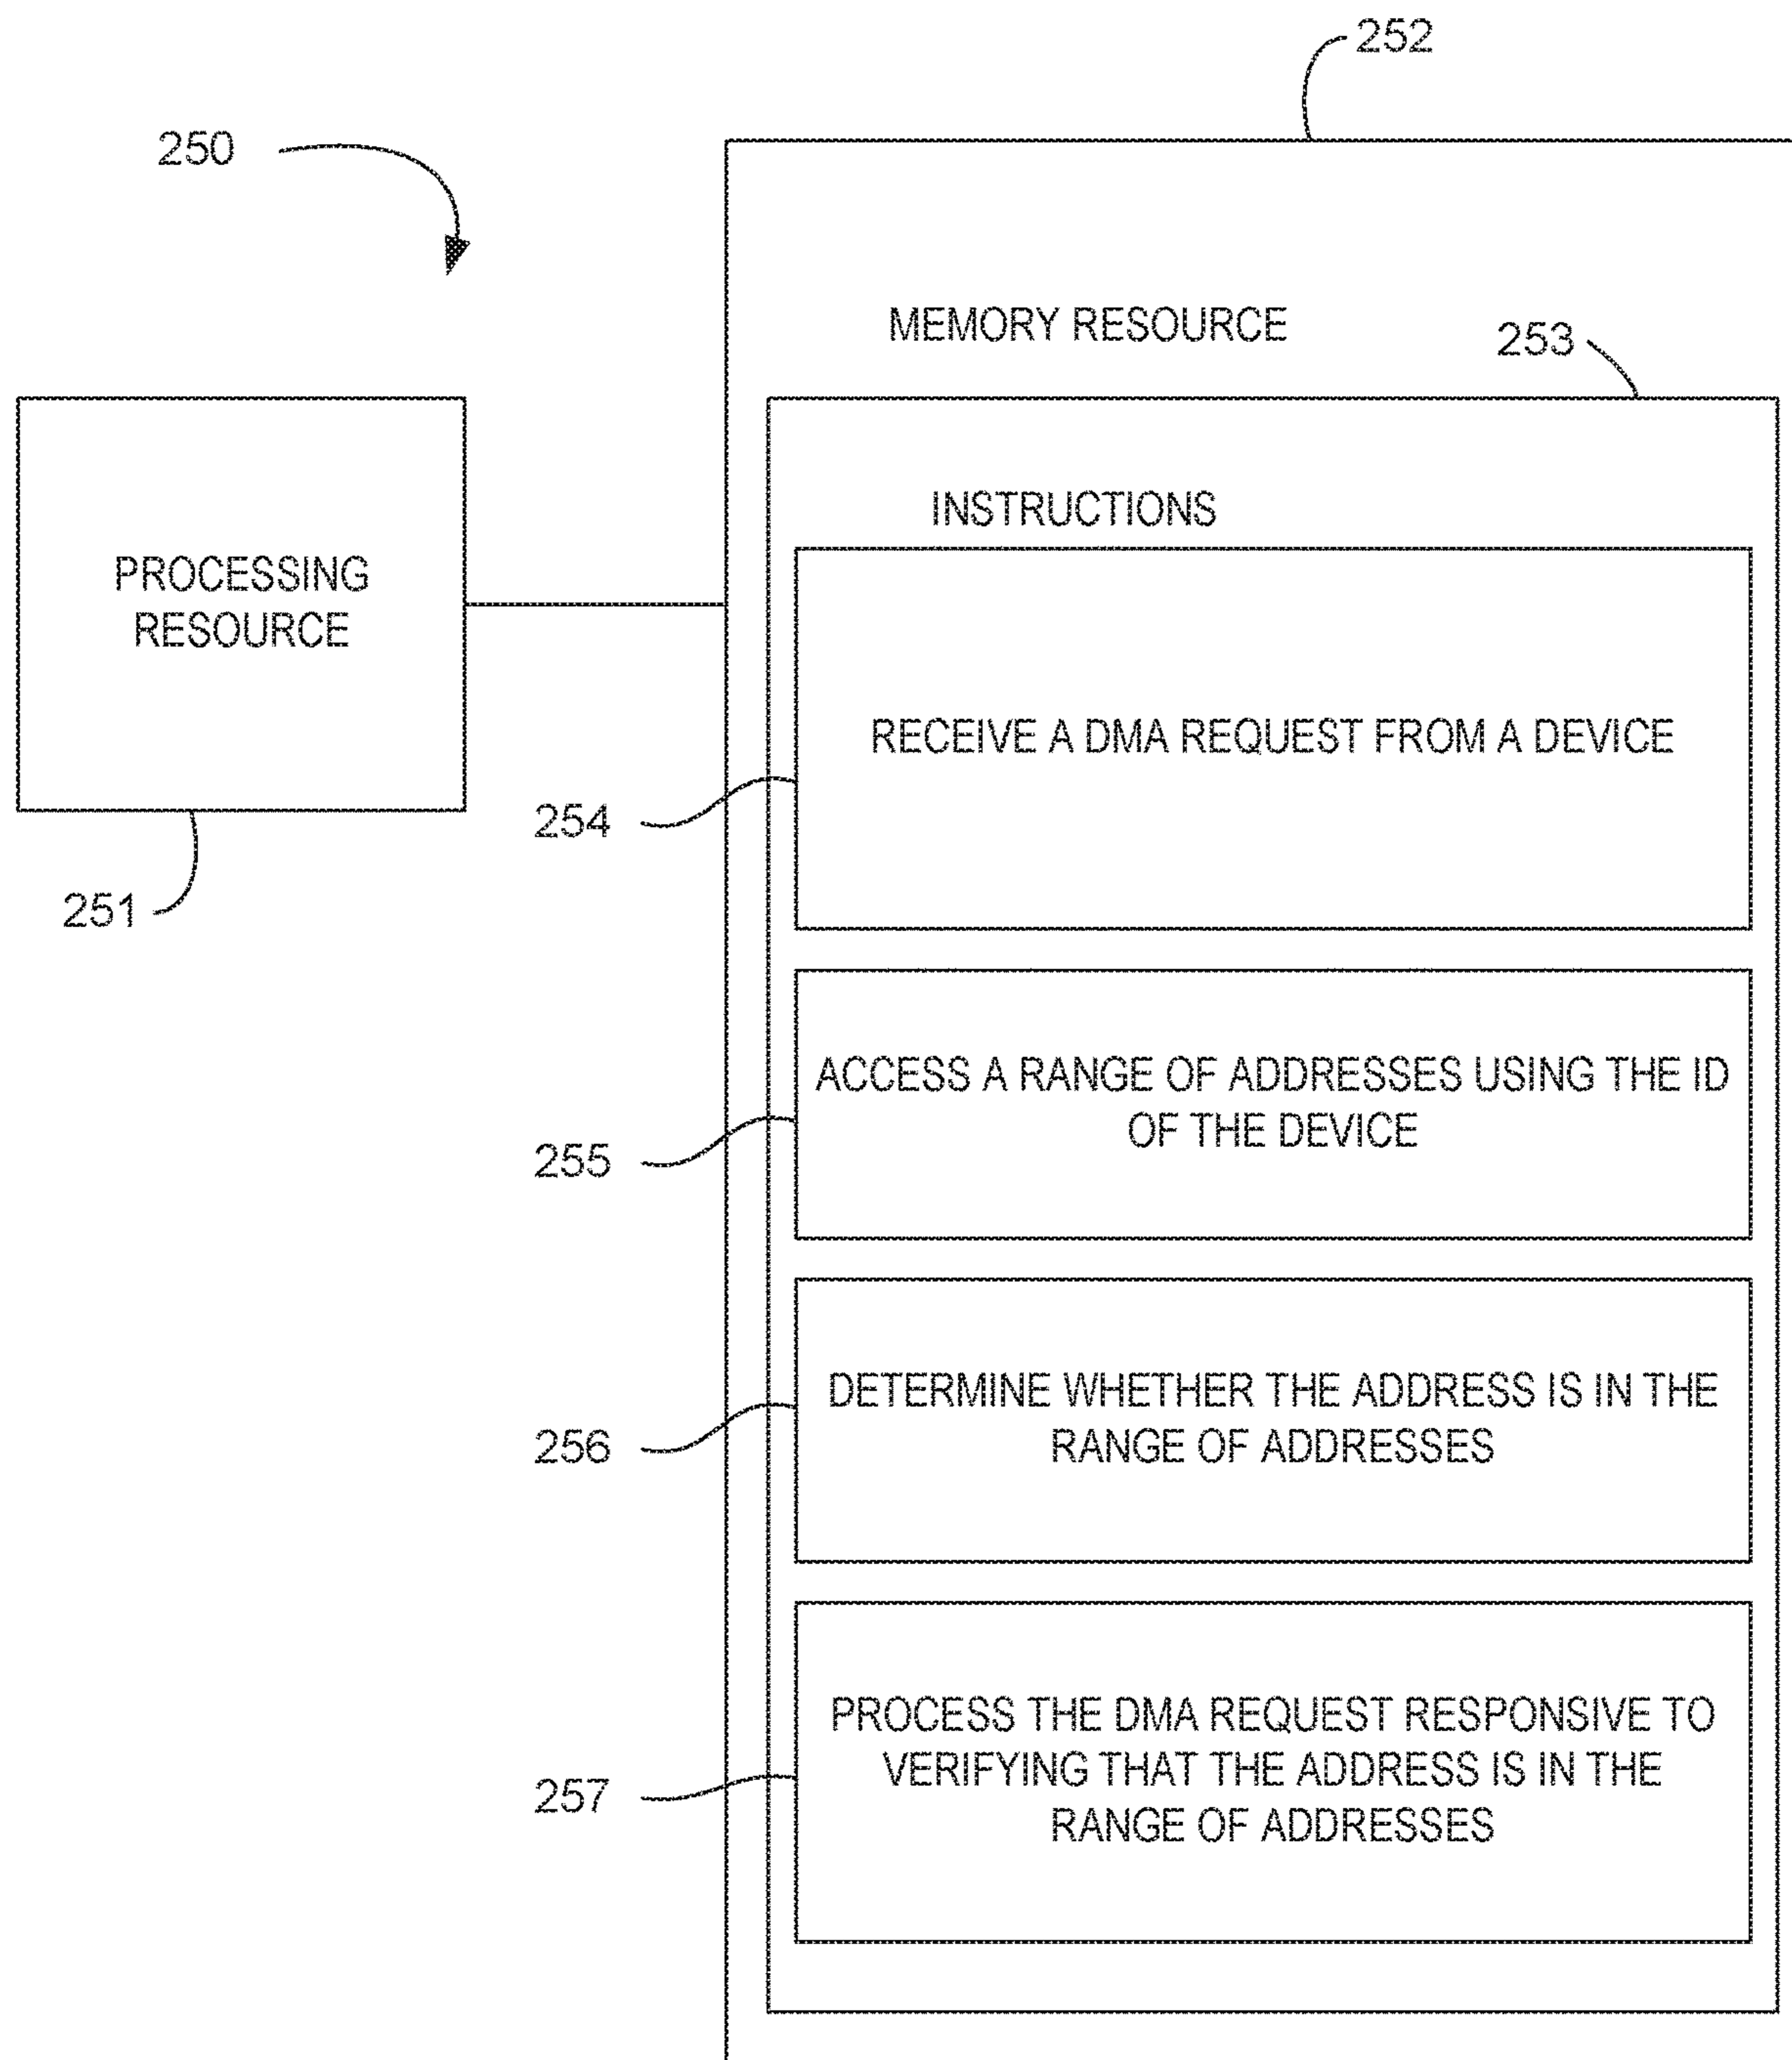 252
250
MEMORY RESOURCE
253
INSTRUCTIONS
PROCESSING
RESOURCE
RECEIVE A DMA REQUEST FROM A DEVICE
254
251
ACCESS A RANGE OF ADDRESSES USING THE ID
OF THE DEVICE
255
DETERMINE WHETHER THE ADDRESS IS IN THE
RANGE OF ADDRESSES
256
PROCESS THE DMA REQUEST RESPONSIVE TO
VERIFYING THAT THE ADDRESS IS IN THE
RANGE OF ADDRESSES
257